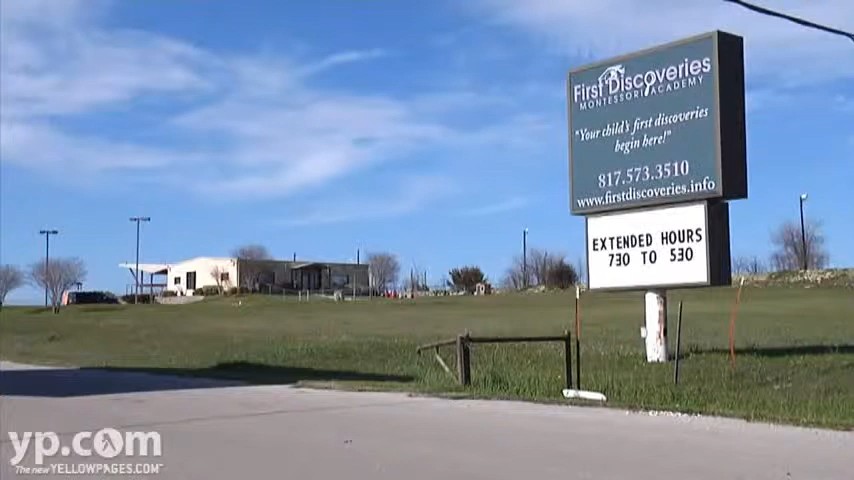 First Discoveries
MONTESSORI ACADEMY
"Your child's first discoveries
begin here!"
817.573.3510
www.firstdiscoveries.info
EXTENDED HOURS
730 TO 530
yp.com
The new YELLOWPAGES.COM™